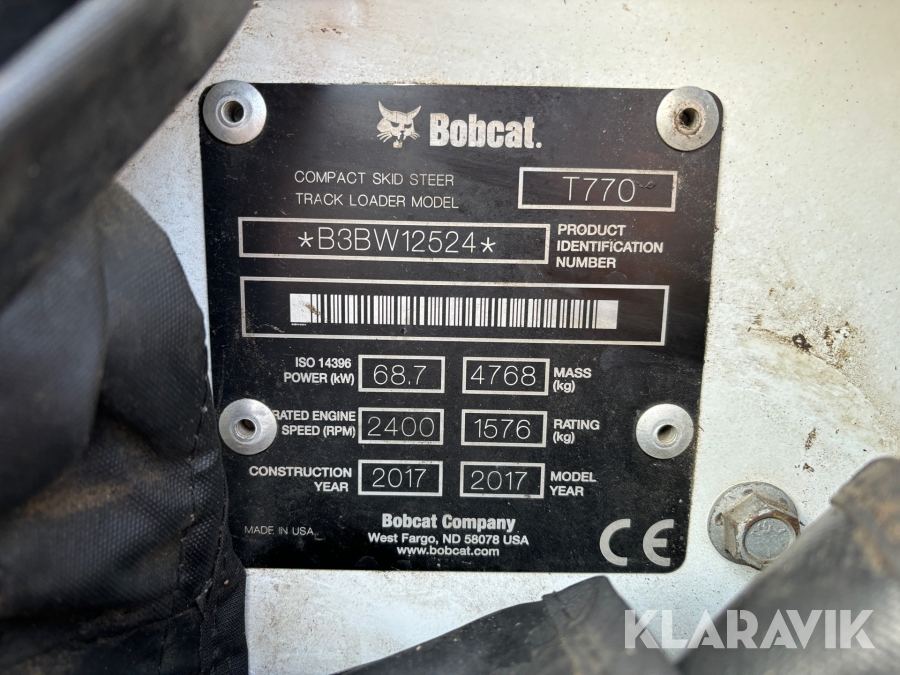 Bobcat.
COMPACT SKID STEER
TRACK LOADER MODEL
T770
*B3BW12524*
PRODUCT
IDENTIFICATION
NUMBER
ISO 14396
POWER (kW)
68.7
4768
MASS
(kg)
RATED ENGINE
SPEED (RPM)
2400
1576
RATING
(kg)
CONSTRUCTION
YEAR
2017
2017
MODEL
YEAR
MADE IN USA
Bobcat Company
West Fargo, ND 58078 USA
www.bobcat.com
CE
KLARAVIK